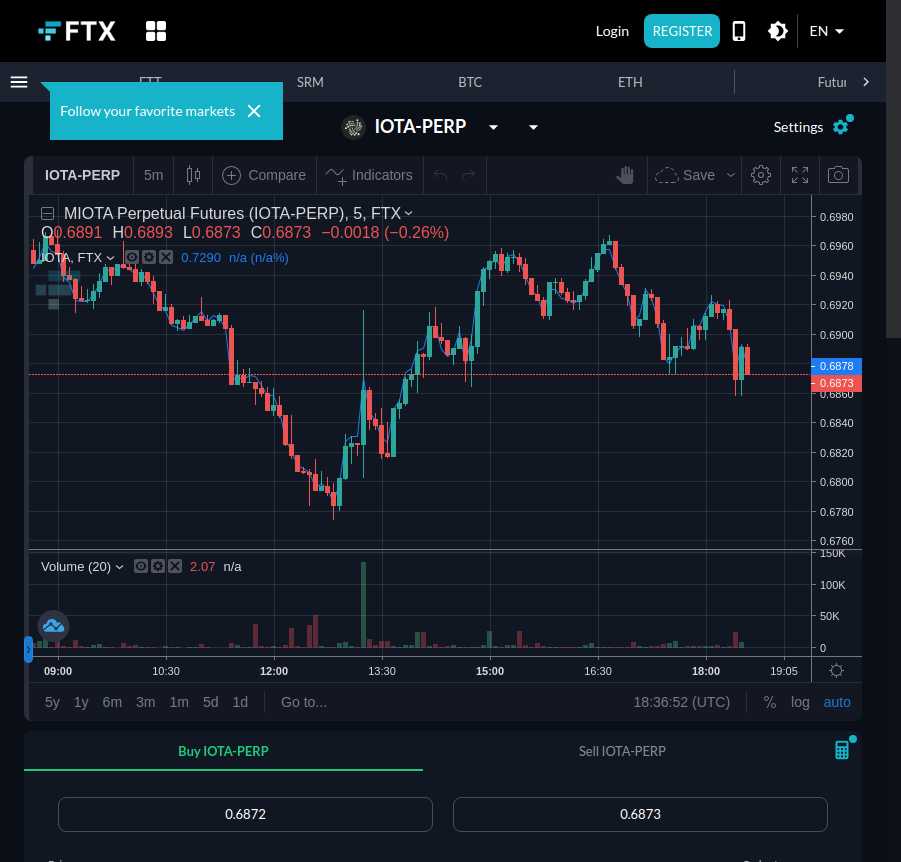 FTX
Login
REGISTER
EN
FTT
SRM
BTC
ETH
Futur
Follow your favorite markets
IOTA-PERP
Settings
IOTA-PERP
5m
Compare
Indicators
Save
MIOTA Perpetual Futures (IOTA-PERP), 5, FTX
O0.6891 H0.6893 L0.6873 C0.6873 −0.0018 (−0.26%)
IOTA, FTX 0.7290 n/a (n/a%)
0.6980
0.6960
0.6940
0.6920
0.6900
0.6878
0.6873
0.6860
0.6840
0.6820
0.6800
0.6780
0.6760
Volume (20) 2.07 n/a
150K
100K
50K
0
09:00 10:30 12:00 13:30 15:00 16:30 18:00 19:05
5y 1y 6m 3m 1m 5d 1d Go to... 18:36:52 (UTC) % log auto
Buy IOTA-PERP
Sell IOTA-PERP
0.6872
0.6873